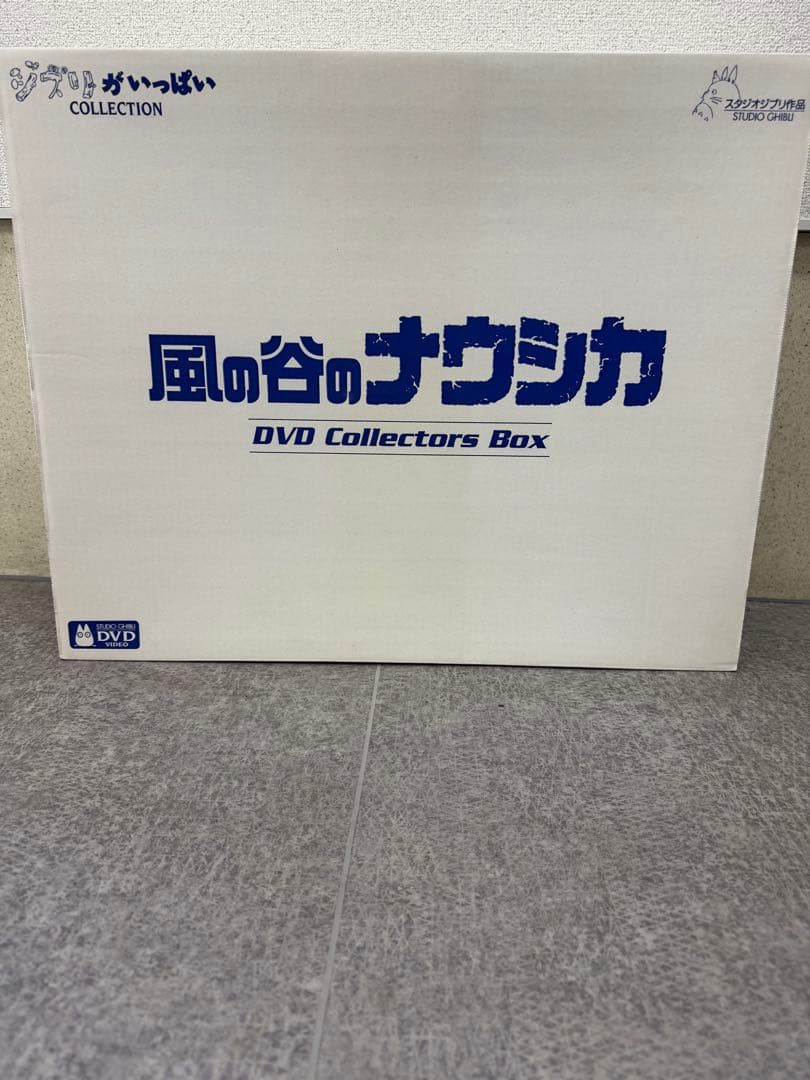 ジブリがいっぱい
COLLECTION
スタジオジブリ作品
STUDIO GHIBLI
風の谷のナウシカ
DVD Collectors Box
STUDIO GHIBLI
DVD
VIDEO